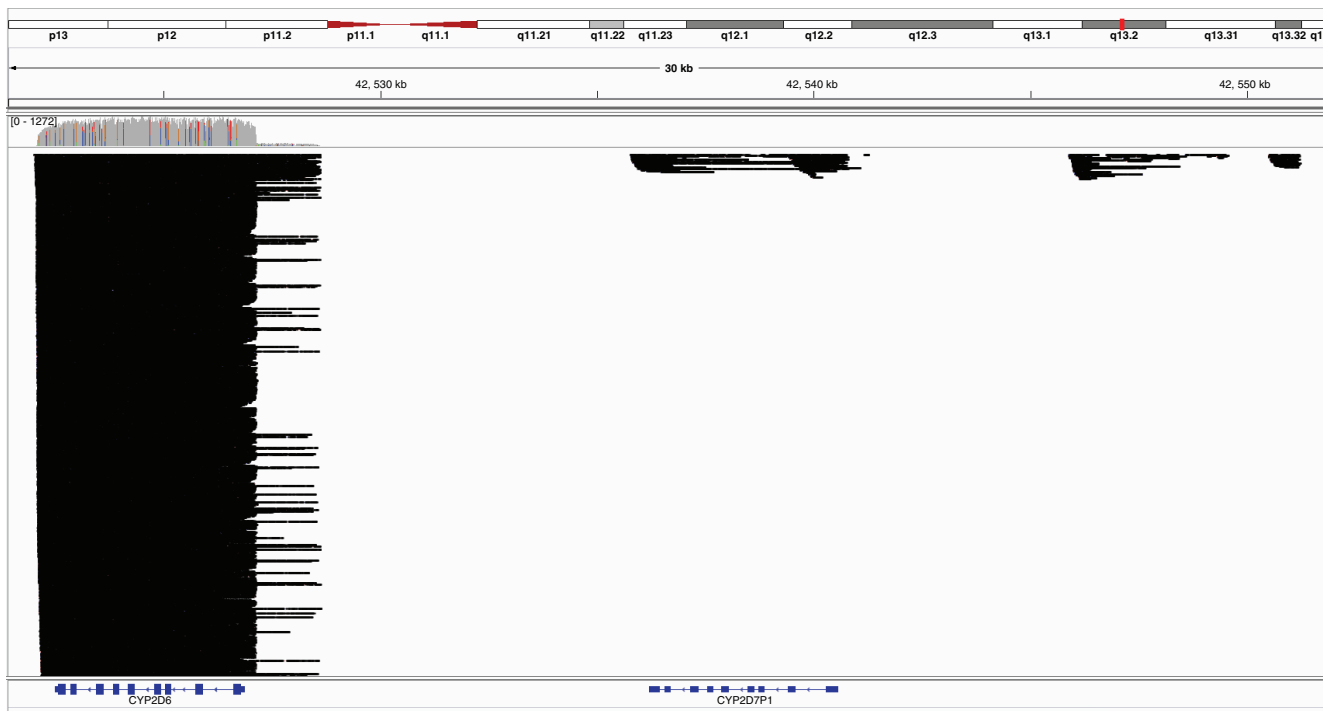 p13 p12 p11.2 p11.1 q11.1 q11.21 q11.22 q11.23 q12.1 q12.2 q12.3 q13.1 q13.2 q13.31 q13.32 q1
30 kb
42, 530 kb 42, 540 kb 42, 550 kb
[0 - 1272]
CYP2D6 CYP2D7P1